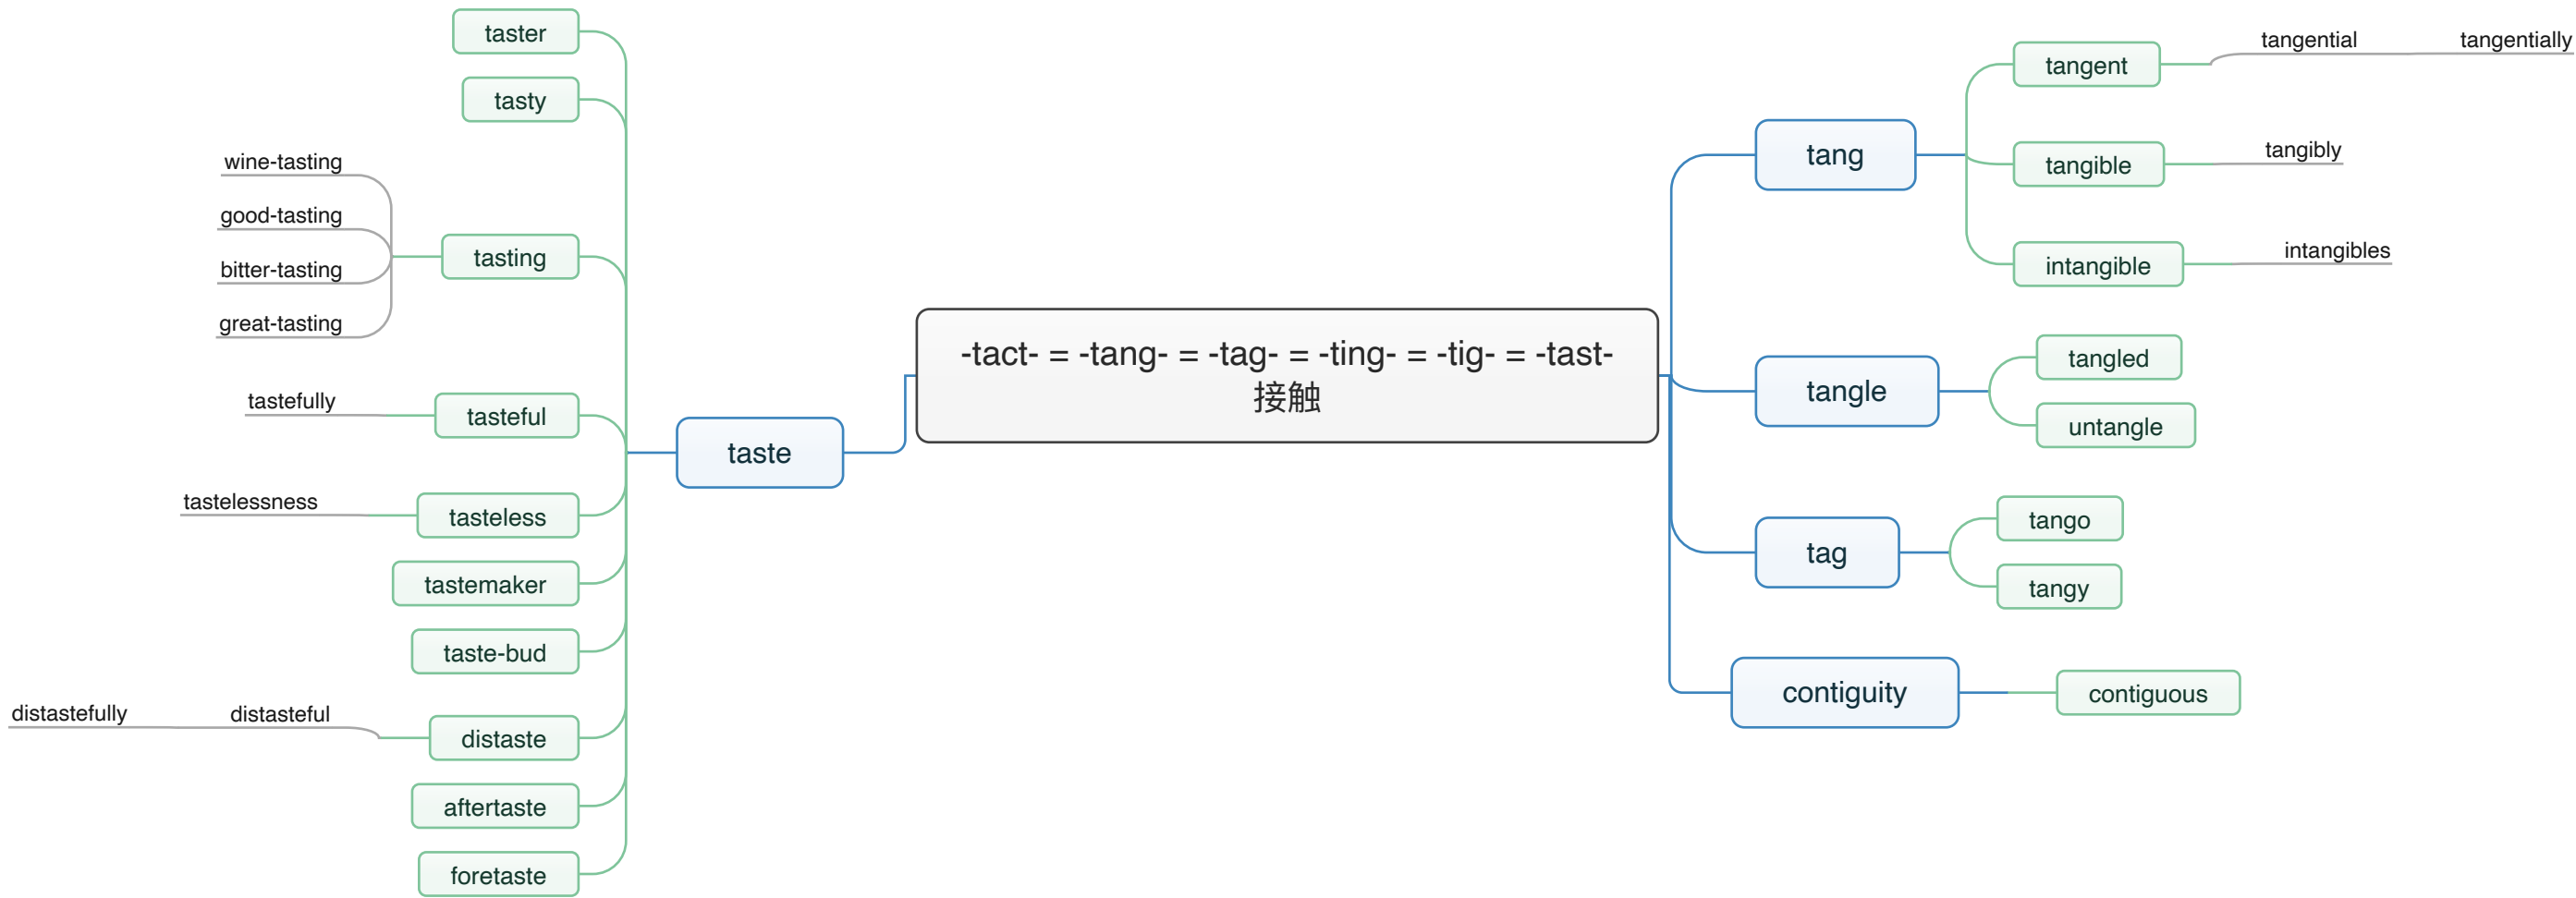 -tact- = -tang- = -tag- = -ting- = -tig- = -tast-
接触
taste
taster
tasty
tasting
wine-tasting
good-tasting
bitter-tasting
great-tasting
tasteful
tastefully
tasteless
tastelessness
tastemaker
taste-bud
distaste
distasteful
distastefully
aftertaste
foretaste
tang
tangent
tangential
tangentially
tangible
tangibly
intangible
intangibles
tangle
tangled
untangle
tag
tango
tangy
contiguity
contiguous